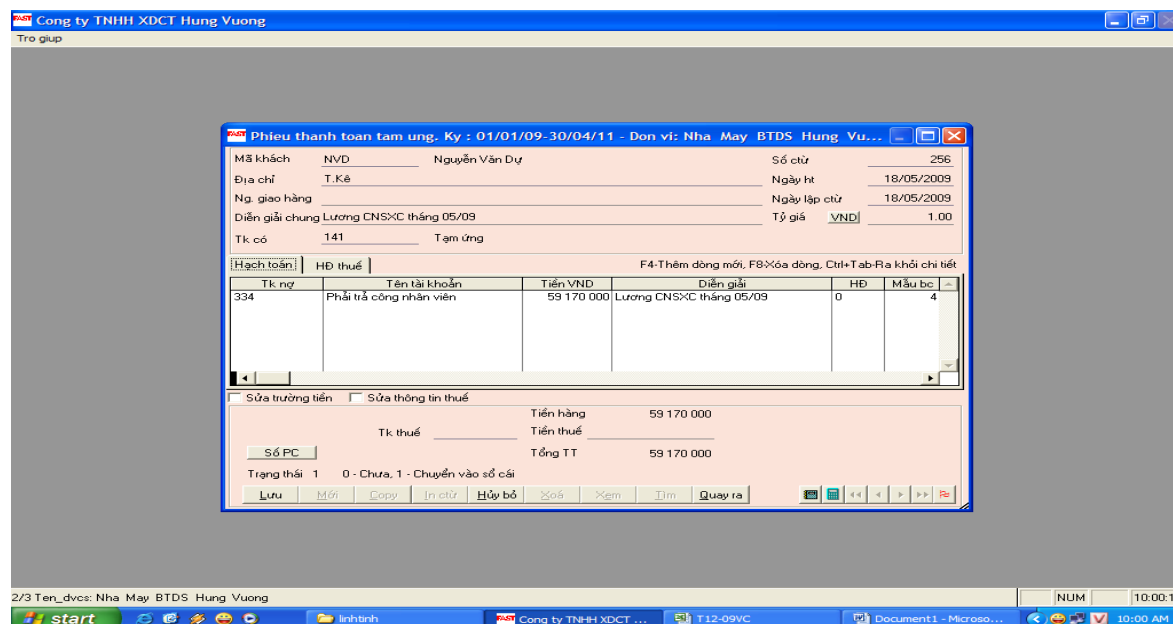 FAST Cong ty TNHH XDCT Hung Vuong
Tro giup
FAST Phieu thanh toan tam ung. Ky : 01/01/09-30/04/11 - Don vi: Nha May BTDS Hung Vu...
Mã khách NVD Nguyễn Văn Dự Số ctừ 256
Địa chỉ T.Kê Ngày ht 18/05/2009
Ng. giao hàng Ngày lập ctừ 18/05/2009
Diễn giải chung Lương CNSXC tháng 05/09 Tỷ giá VND 1.00
Tk có 141 Tạm ứng
Hạch toán HĐ thuế F4-Thêm dòng mới, F8-Xóa dòng, Ctrl+Tab-Ra khỏi chi tiết
Tk nợ Tên tài khoản Tiền VND Diễn giải HĐ Mẫu bc
334 Phải trả công nhân viên 59 170 000 Lương CNSXC tháng 05/09 0 4
Sửa trường tiền Sửa thông tin thuế
Tiền hàng 59 170 000
Tk thuế Tiền thuế
Số PC Tổng TT 59 170 000
Trạng thái 1 0 - Chưa, 1 - Chuyển vào sổ cái
Lưu Mới Copy In ctừ Hủy bỏ Xoá Xem Tìm Quay ra
2/3 Ten_dvcs: Nha May BTDS Hung Vuong NUM 10:00:1
start linhtinh FAST Cong ty TNHH XDCT ... T12-09VC Document1 - Microso... 10:00 AM